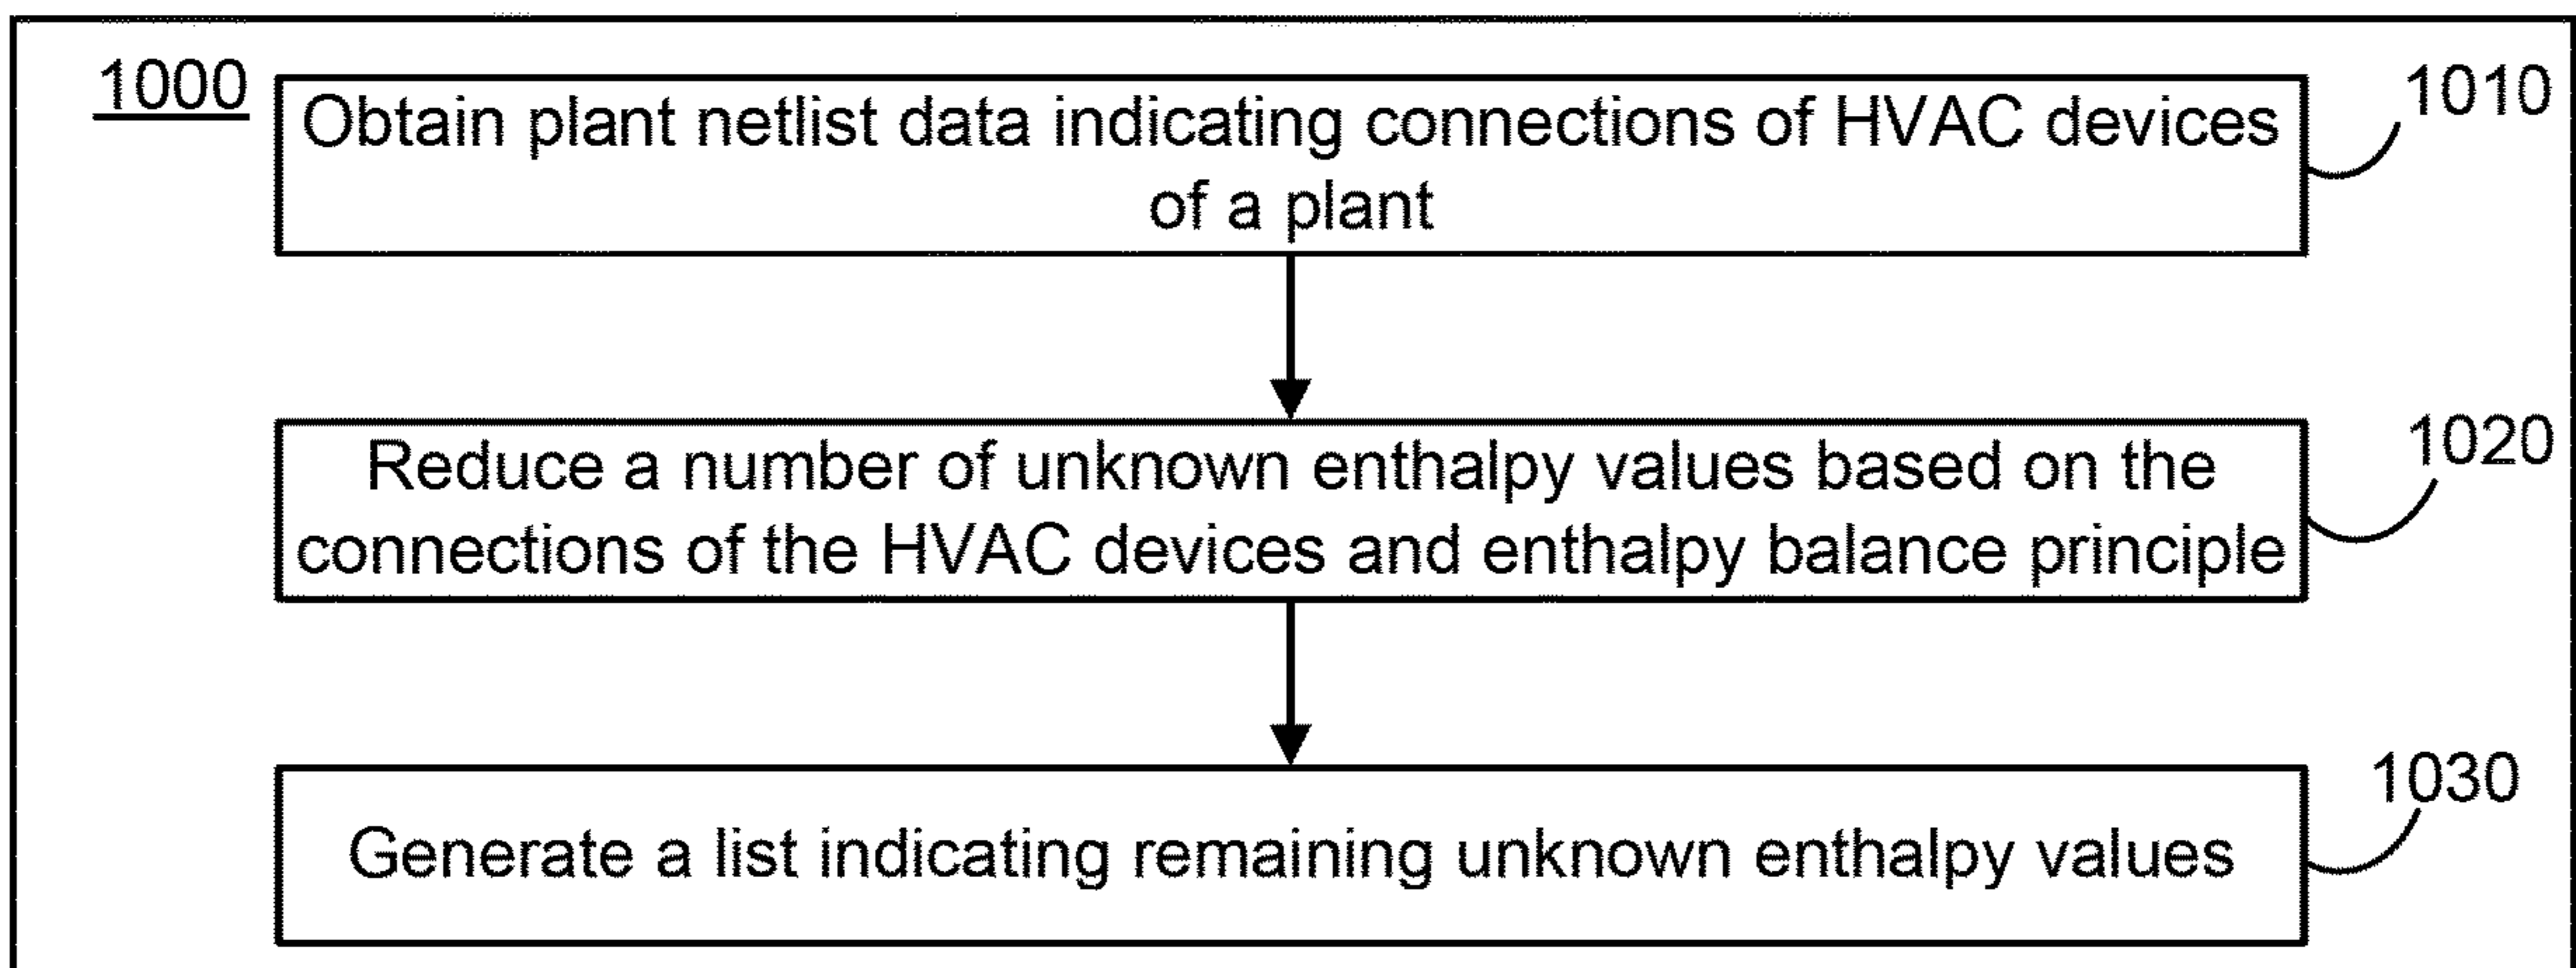 1000
Obtain plant netlist data indicating connections of HVAC devices
of a plant
1010
Reduce a number of unknown enthalpy values based on the
connections of the HVAC devices and enthalpy balance principle
1020
Generate a list indicating remaining unknown enthalpy values
1030